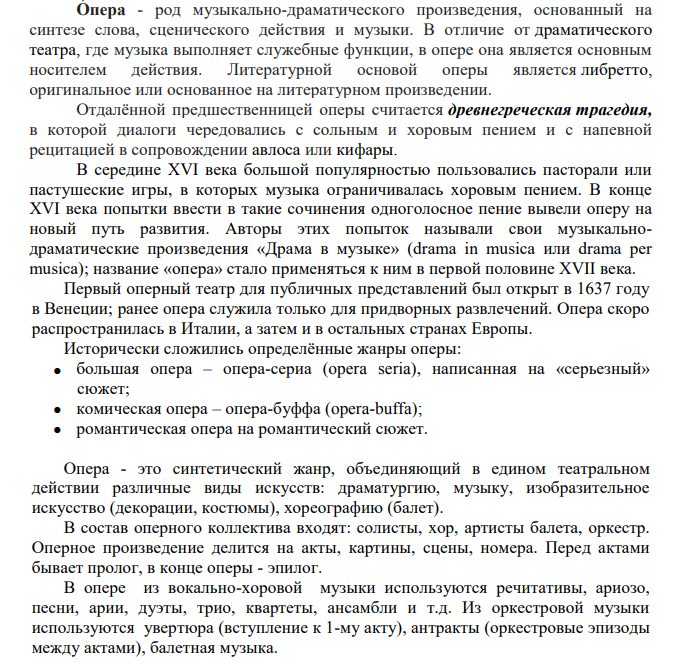 О́пера - род музыкально-драматического произведения, основанный на
синтезе слова, сценического действия и музыки. В отличие от драматического
театра, где музыка выполняет служебные функции, в опере она является основным
носителем действия. Литературной основой оперы является либретто,
оригинальное или основанное на литературном произведении.
Отдалённой предшественницей оперы считается древнегреческая трагедия,
в которой диалоги чередовались с сольным и хоровым пением и с напевной
рецитацией в сопровождении авлоса или кифары.
В середине XVI века большой популярностью пользовались пасторали или
пастушеские игры, в которых музыка ограничивалась хоровым пением. В конце
XVI века попытки ввести в такие сочинения одноголосное пение вывели оперу на
новый путь развития. Авторы этих попыток называли свои музыкально-
драматические произведения «Драма в музыке» (drama in musica или drama per
musica); название «опера» стало применяться к ним в первой половине XVII века.
Первый оперный театр для публичных представлений был открыт в 1637 году
в Венеции; ранее опера служила только для придворных развлечений. Опера скоро
распространилась в Италии, а затем и в остальных странах Европы.
Исторически сложились определённые жанры оперы:
• большая опера – опера-сериа (opera seria), написанная на «серьезный»
сюжет;
• комическая опера – опера-буффа (opera-buffa);
• романтическая опера на романтический сюжет.
Опера - это синтетический жанр, объединяющий в едином театральном
действии различные виды искусств: драматургию, музыку, изобразительное
искусство (декорации, костюмы), хореографию (балет).
В состав оперного коллектива входят: солисты, хор, артисты балета, оркестр.
Оперное произведение делится на акты, картины, сцены, номера. Перед актами
бывает пролог, в конце оперы - эпилог.
В опере из вокально-хоровой музыки используются речитативы, ариозо,
песни, арии, дуэты, трио, квартеты, ансамбли и т.д. Из оркестровой музыки
используются увертюра (вступление к 1-му акту), антракты (оркестровые эпизоды
между актами), балетная музыка.